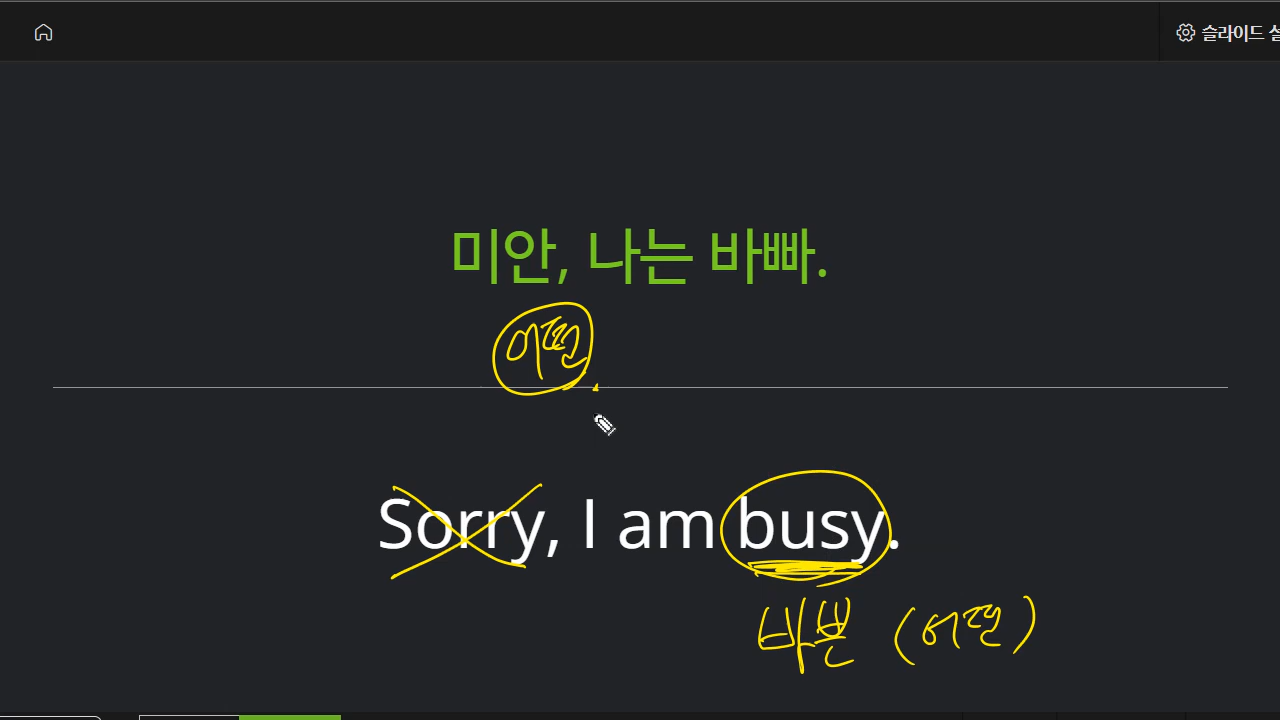 슬라이드 설
미안, 나는 바빠.
어떤
Sorry, I am busy.
바쁜 (어떤)